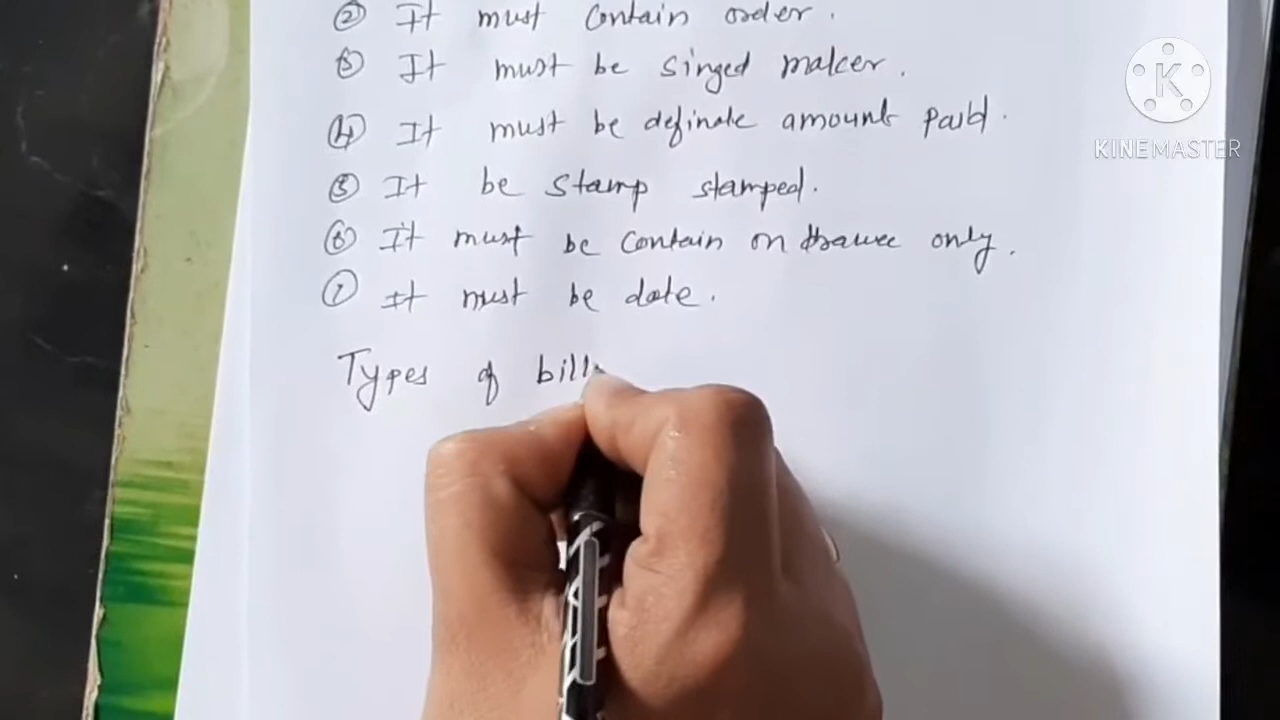 ② It must contain order.
③ It must be singed maker.
④ It must be definate amount paid.
⑤ It be stamp stamped.
⑥ It must be contain on drawee only.
⑦ It must be date.
Types of bill
K
KINEMASTER